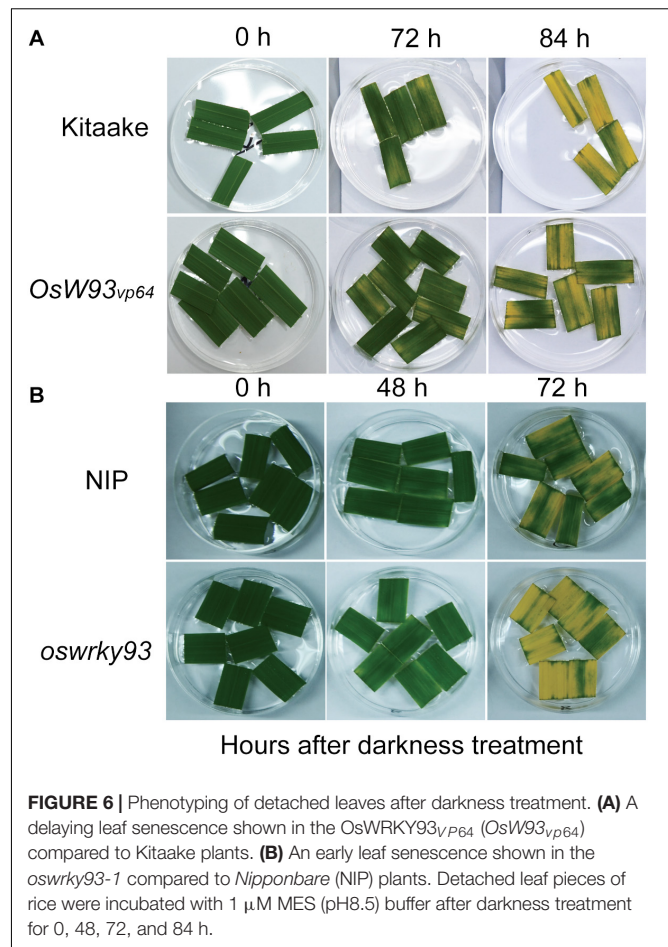 A
0 h 72 h 84 h
Kitaake
OsW93vp64
B
0 h 48 h 72 h
NIP
oswrky93
Hours after darkness treatment
FIGURE 6 | Phenotyping of detached leaves after darkness treatment. (A) A
delaying leaf senescence shown in the OsWRKY93VP64 (OsW93vp64)
compared to Kitaake plants. (B) An early leaf senescence shown in the
oswrky93-1 compared to Nipponbare (NIP) plants. Detached leaf pieces of
rice were incubated with 1 μM MES (pH8.5) buffer after darkness treatment
for 0, 48, 72, and 84 h.